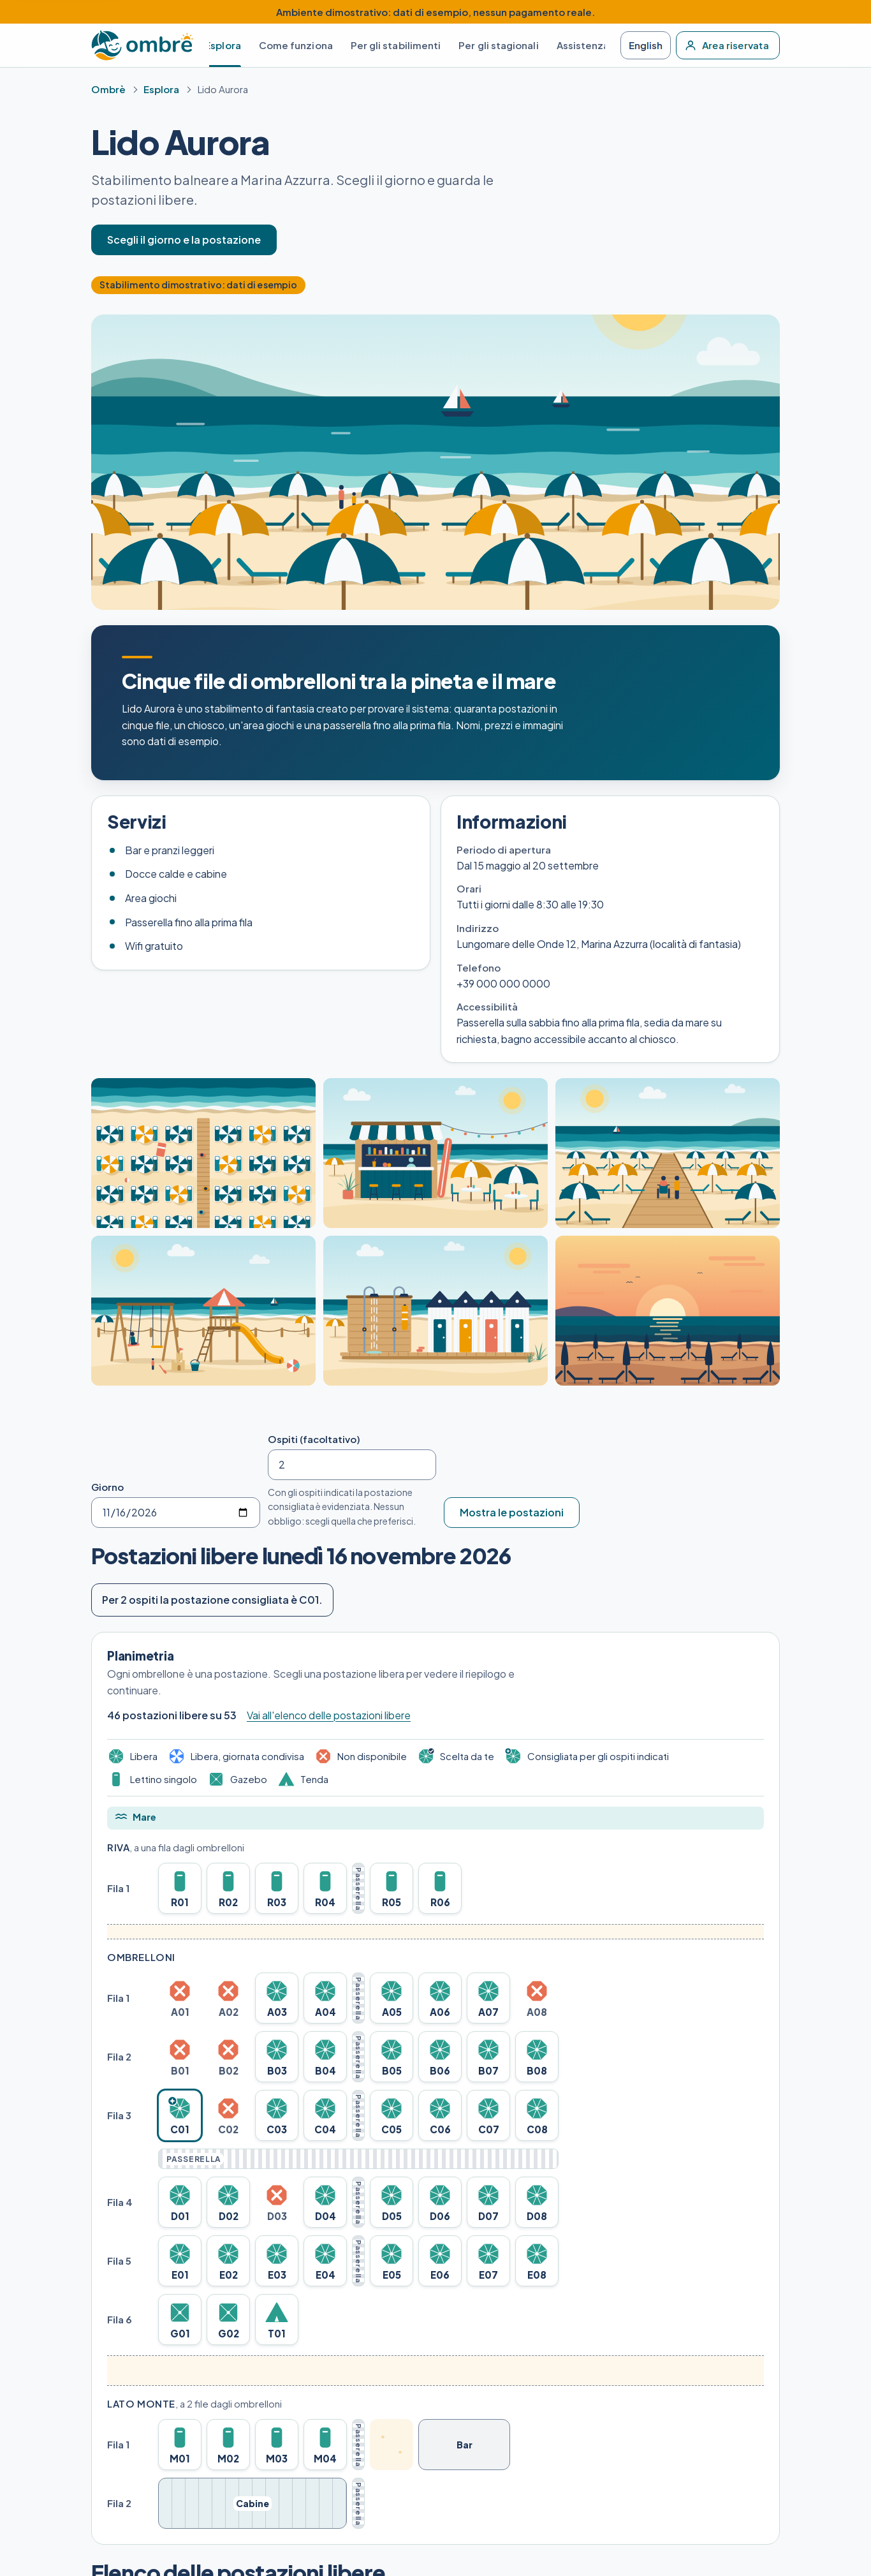 Ambiente dimostrativo: dati di esempio, nessun pagamento reale.
ombrè
Esplora Come funziona Per gli stabilimenti Per gli stagionali Assistenza English Area riservata
Ombrè > Esplora > Lido Aurora
Lido Aurora
Stabilimento balneare a Marina Azzurra. Scegli il giorno e guarda le
postazioni libere.
Scegli il giorno e la postazione
Stabilimento dimostrativo: dati di esempio
Cinque file di ombrelloni tra la pineta e il mare
Lido Aurora è uno stabilimento di fantasia creato per provare il sistema: quaranta postazioni in
cinque file, un chiosco, un'area giochi e una passerella fino alla prima fila. Nomi, prezzi e immagini
sono dati di esempio.
Servizi
Bar e pranzi leggeri
Docce calde e cabine
Area giochi
Passerella fino alla prima fila
Wifi gratuito
Informazioni
Periodo di apertura
Dal 15 maggio al 20 settembre
Orari
Tutti i giorni dalle 8:30 alle 19:30
Indirizzo
Lungomare delle Onde 12, Marina Azzurra (località di fantasia)
Telefono
+39 000 000 0000
Accessibilità
Passerella sulla sabbia fino alla prima fila, sedia da mare su
richiesta, bagno accessibile accanto al chiosco.
Giorno
11/16/2026
Ospiti (facoltativo)
2
Con gli ospiti indicati la postazione
consigliata è evidenziata. Nessun
obbligo: scegli quella che preferisci.
Mostra le postazioni
Postazioni libere lunedì 16 novembre 2026
Per 2 ospiti la postazione consigliata è C01.
Planimetria
Ogni ombrellone è una postazione. Scegli una postazione libera per vedere il riepilogo e
continuare.
46 postazioni libere su 53 Vai all'elenco delle postazioni libere
Libera Libera, giornata condivisa Non disponibile Scelta da te Consigliata per gli ospiti indicati
Lettino singolo Gazebo Tenda
Mare
RIVA, a una fila dagli ombrelloni
Fila 1 R01 R02 R03 R04 Passerella R05 R06
OMBRELLONI
Fila 1 A01 A02 A03 A04 Passerella A05 A06 A07 A08
Fila 2 B01 B02 B03 B04 Passerella B05 B06 B07 B08
Fila 3 C01 C02 C03 C04 Passerella C05 C06 C07 C08
PASSERELLA
Fila 4 D01 D02 D03 D04 Passerella D05 D06 D07 D08
Fila 5 E01 E02 E03 E04 Passerella E05 E06 E07 E08
Fila 6 G01 G02 T01
LATO MONTE, a 2 file dagli ombrelloni
Fila 1 M01 M02 M03 M04 Passerella Bar
Fila 2 Cabine Passerella
Elenco delle postazioni libere